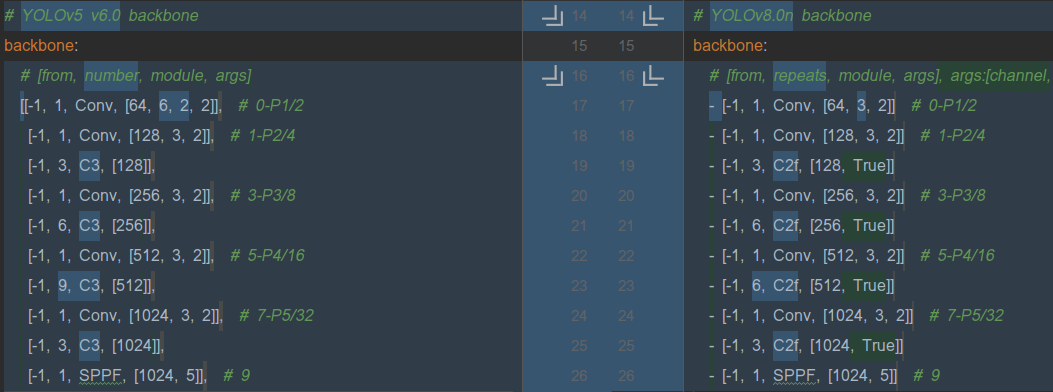 # YOLOv5 v6.0 backbone
backbone:
# [from, number, module, args]
[[-1, 1, Conv, [64, 6, 2, 2]], # 0-P1/2
[-1, 1, Conv, [128, 3, 2]], # 1-P2/4
[-1, 3, C3, [128]],
[-1, 1, Conv, [256, 3, 2]], # 3-P3/8
[-1, 6, C3, [256]],
[-1, 1, Conv, [512, 3, 2]], # 5-P4/16
[-1, 9, C3, [512]],
[-1, 1, Conv, [1024, 3, 2]], # 7-P5/32
[-1, 3, C3, [1024]],
[-1, 1, SPPF, [1024, 5]], # 9
14 14
15 15
16 16
17 17
18 18
19 19
20 20
21 21
22 22
23 23
24 24
25 25
26 26
# YOLOv8.0n backbone
backbone:
# [from, repeats, module, args], args:[channel,
- [-1, 1, Conv, [64, 3, 2]] # 0-P1/2
- [-1, 1, Conv, [128, 3, 2]] # 1-P2/4
- [-1, 3, C2f, [128, True]]
- [-1, 1, Conv, [256, 3, 2]] # 3-P3/8
- [-1, 6, C2f, [256, True]]
- [-1, 1, Conv, [512, 3, 2]] # 5-P4/16
- [-1, 6, C2f, [512, True]]
- [-1, 1, Conv, [1024, 3, 2]] # 7-P5/32
- [-1, 3, C2f, [1024, True]]
- [-1, 1, SPPF, [1024, 5]] # 9